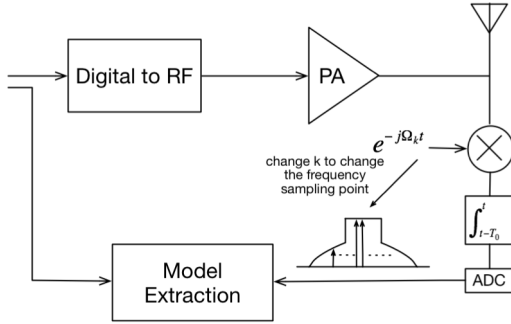 Digital to RF
PA
e^{-jΩ_k t}
change k to change
the frequency
sampling point
∫_{t-T_0}^{t}
ADC
Model
Extraction